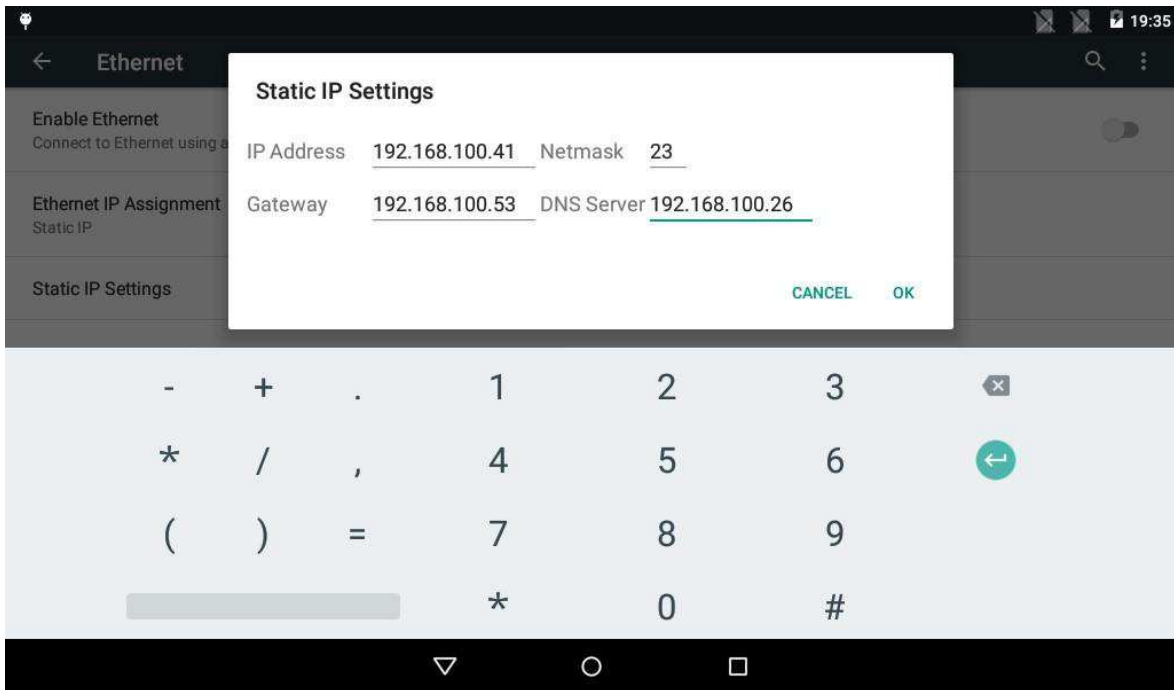 19:35
Ethernet
Static IP Settings
Enable Ethernet
Connect to Ethernet using a
IP Address 192.168.100.41 Netmask 23
Ethernet IP Assignment
Static IP
Gateway 192.168.100.53 DNS Server 192.168.100.26
Static IP Settings
CANCEL OK
- + . 1 2 3
* / , 4 5 6
( ) = 7 8 9
* 0 #